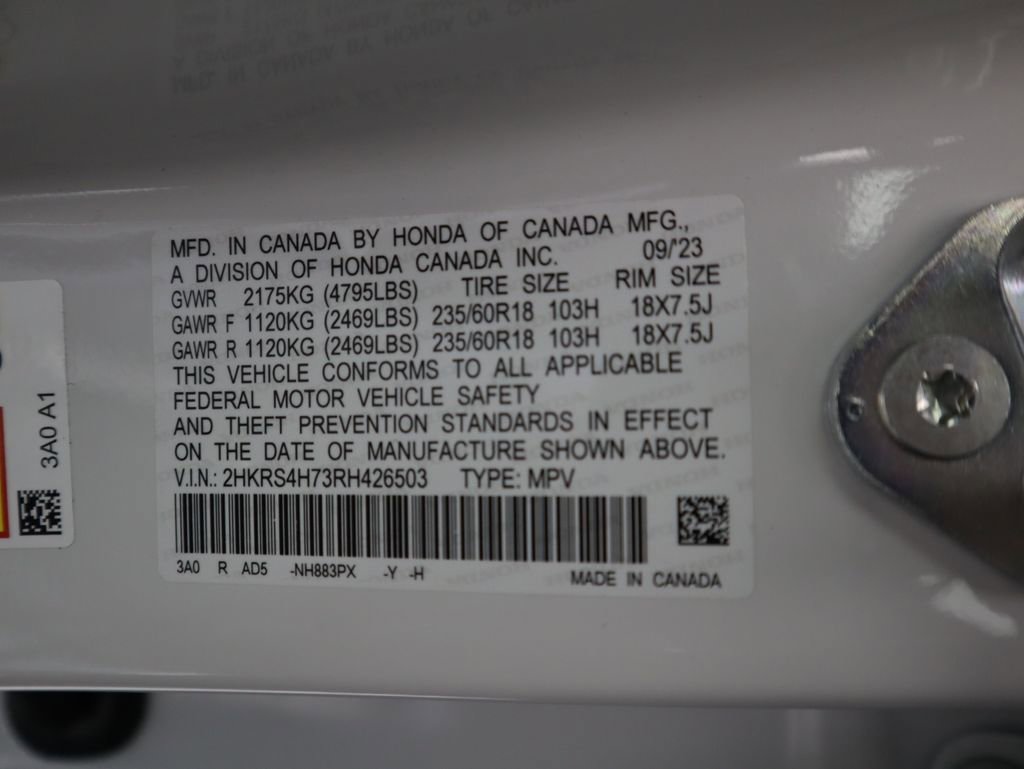 MFD. IN CANADA BY HONDA OF CANADA MFG.,
A DIVISION OF HONDA CANADA INC. 09/'23
GVWR 2175KG (4795LBS) TIRE SIZE RIM SIZE
GAWR F 1120KG (2469LBS) 235/60R18 103H 18X7.5J
GAWR R 1120KG (2469LBS) 235/60R18 103H 18X7.5J
THIS VEHICLE CONFORMS TO ALL APPLICABLE
FEDERAL MOTOR VEHICLE SAFETY
AND THEFT PREVENTION STANDARDS IN EFFECT
ON THE DATE OF MANUFACTURE SHOWN ABOVE.
V.I.N.: 2HKRS4H73RH426503 TYPE: MPV
3A0 R AD5 -NH883PX -Y -H MADE IN CANADA
3A0 A1